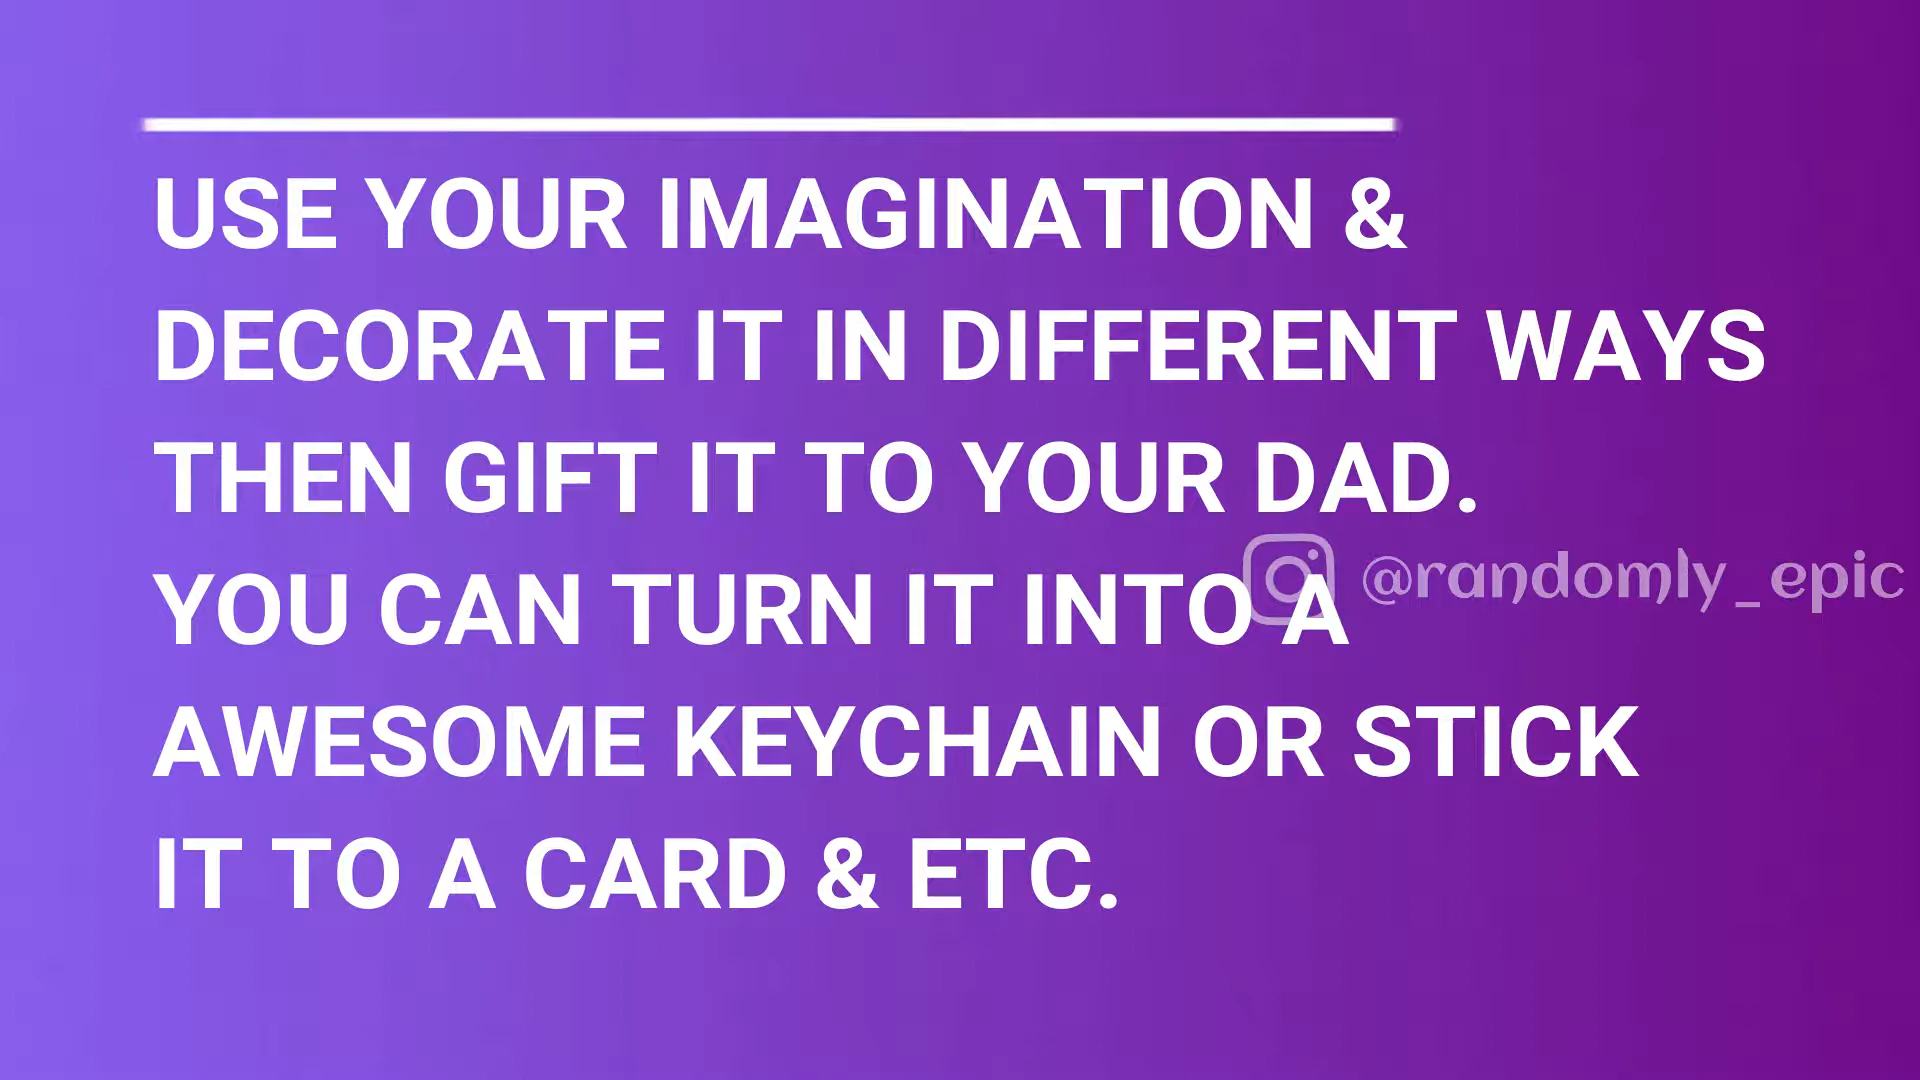 USE YOUR IMAGINATION &
DECORATE IT IN DIFFERENT WAYS
THEN GIFT IT TO YOUR DAD.
@randomly_epic
YOU CAN TURN IT INTO A
AWESOME KEYCHAIN OR STICK
IT TO A CARD & ETC.